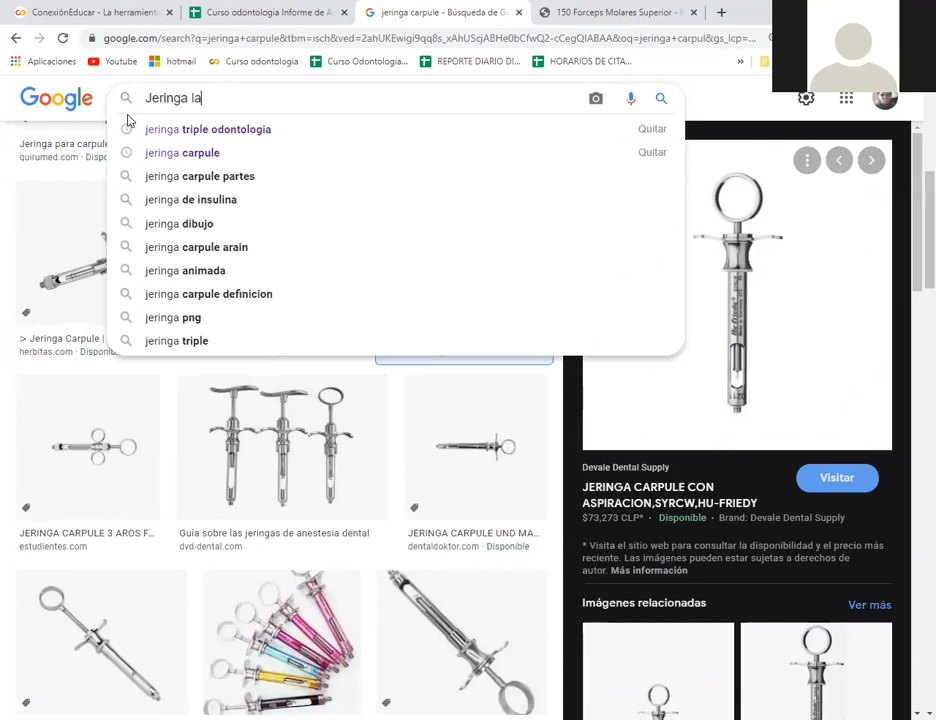 ConexiónEducar - La herramient
Curso odontologia Informe de A
jeringa carpule - Búsqueda de G
150 Forceps Molares Superior -
google.com/search?q=jeringa+carpule&tbm=isch&ved=2ahUKEwigi9qq8s_xAhUScjABHe0bCfwQ2-cCegQIABAA&oq=jeringa+carpul&gs_lcp=...
Aplicaciones
Youtube
hotmail
Curso odontologia
Curso Odontologia...
REPORTE DIARIO DI...
HORARIOS DE CITA...
»
Google
Jeringa la
jeringa triple odontologia Quitar
jeringa carpule Quitar
jeringa carpule partes
jeringa de insulina
jeringa dibujo
jeringa carpule arain
jeringa animada
jeringa carpule definicion
jeringa png
jeringa triple
Jeringa para carpule
quirumed.com · Dispo
> Jeringa Carpule |
herbitas.com · Disponib
JERINGA CARPULE 3 AROS F...
estudientes.com
Guía sobre las jeringas de anestesia dental
dvd-dental.com
JERINGA CARPULE UND MA...
dentaldoktor.com · Disponible
Hu-Friedy
Devale Dental Supply
Visitar
JERINGA CARPULE CON
ASPIRACION,SYRCW,HU-FRIEDY
$73,273 CLP* · Disponible · Brand: Devale Dental Supply
* Visita el sitio web para consultar la disponibilidad y el precio más
reciente. Las imágenes pueden estar sujetas a derechos de
autor. Más información
Imágenes relacionadas
Ver más